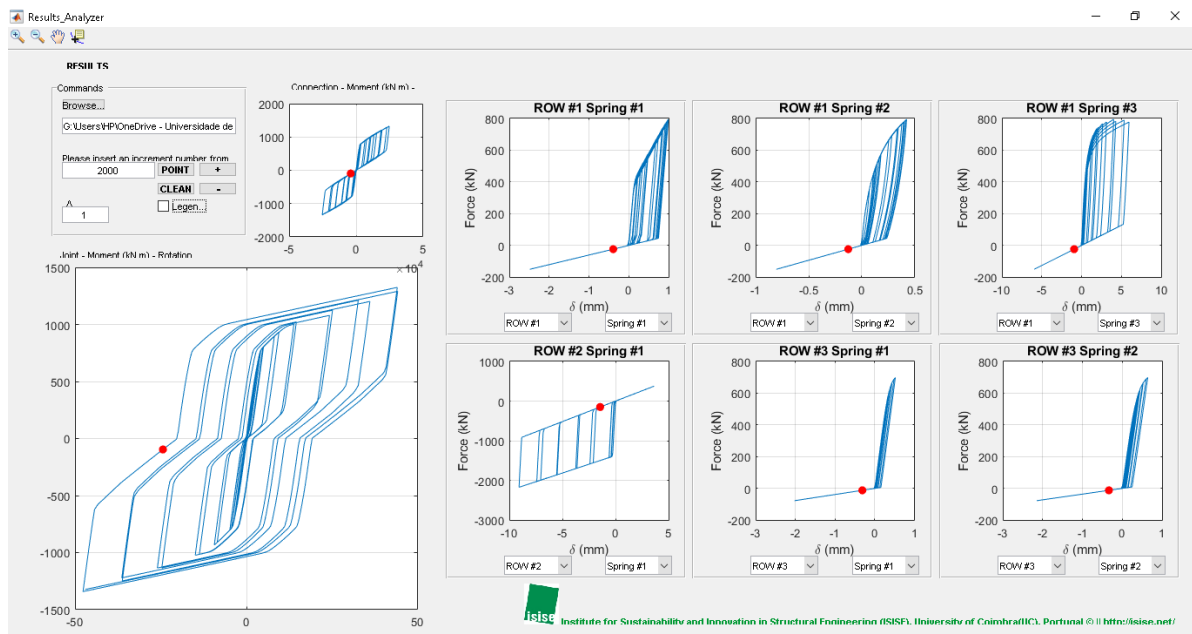 Results_Analyzer
RESULTS
Commands
Browse...
G:\Users\HP\OneDrive - Universidade de
Please insert an increment number from
2000
POINT
+
CLEAN
-
1
Legen...
Connection - Moment (kN m) -
2000
1000
0
-1000
-2000
-5
0
5
×10⁴
Joint - Moment (kN m) - Rotation
1500
1000
500
0
-500
-1000
-1500
-50
0
50
ROW #1 Spring #1
Force (kN)
800
600
400
200
0
-200
-3
-2
-1
0
1
δ (mm)
ROW #1
Spring #1
ROW #1 Spring #2
Force (kN)
800
600
400
200
0
-200
-1
-0.5
0
0.5
δ (mm)
ROW #1
Spring #2
ROW #1 Spring #3
Force (kN)
800
600
400
200
0
-200
-10
-5
0
5
10
δ (mm)
ROW #1
Spring #3
ROW #2 Spring #1
Force (kN)
1000
0
-1000
-2000
-3000
-10
-5
0
5
δ (mm)
ROW #2
Spring #1
ROW #3 Spring #1
Force (kN)
800
600
400
200
0
-200
-3
-2
-1
0
1
δ (mm)
ROW #3
Spring #1
ROW #3 Spring #2
Force (kN)
800
600
400
200
0
-200
-3
-2
-1
0
1
δ (mm)
ROW #3
Spring #2
isise
Institute for Sustainability and Innovation in Structural Engineering (ISISE), University of Coimbra(UC), Portugal © || http://isise.net/